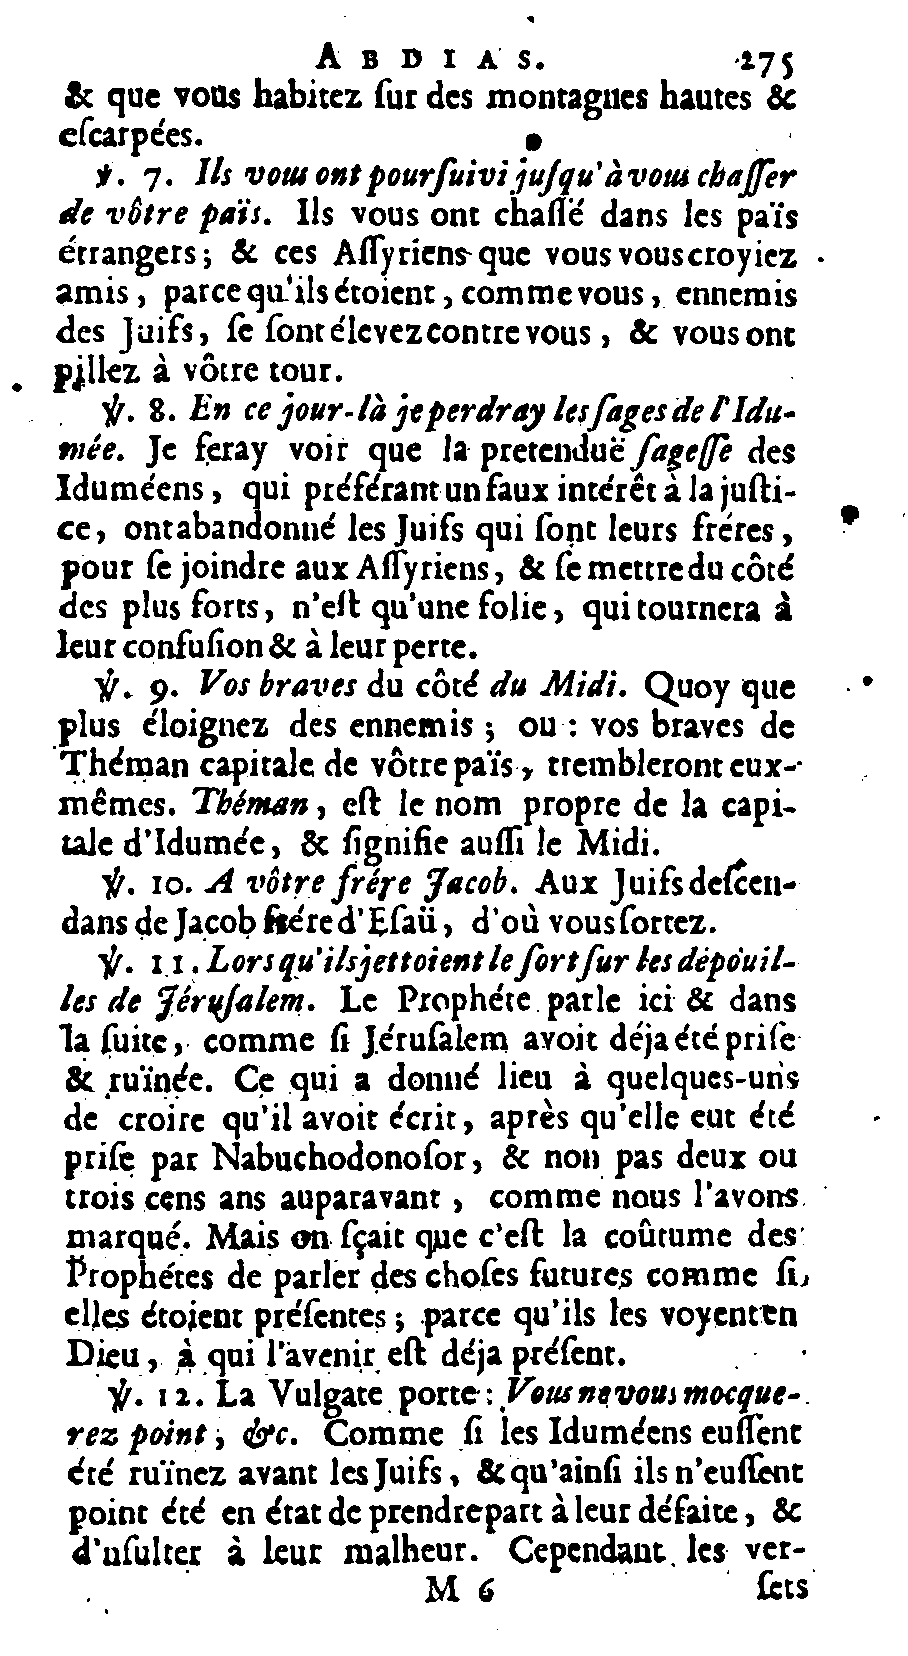 ABDIAS. 275
& que vous habitez ſur des montagnes hautes &
eſcarpées.
℣. 7. Ils vous ont pourſuivi juſqu'à vous chaſſer
de vôtre païs. Ils vous ont chaſſé dans les païs
étrangers; & ces Aſſyriens que vous vous croyiez
amis, parce qu'ils étoient, comme vous, ennemis
des Juifs, ſe ſont élevez contre vous, & vous ont
pillez à vôtre tour.
℣. 8. En ce jour-là je perdray les ſages de l'Idu-
mée. Je feray voir que la pretenduë ſageſſe des
Iduméens, qui préférant un faux intérêt à la juſti-
ce, ont abandonné les Juifs qui ſont leurs fréres,
pour ſe joindre aux Aſſyriens, & ſe mettre du côté
des plus forts, n'eſt qu'une folie, qui tournera à
leur confuſion & à leur perte.
℣. 9. Vos braves du côté du Midi. Quoy que
plus éloignez des ennemis; ou: vos braves de
Théman capitale de vôtre païs, trembleront eux-
mêmes. Théman, eſt le nom propre de la capi-
tale d'Idumée, & ſignifie auſſi le Midi.
℣. 10. A vôtre frére Jacob. Aux Juifs deſcen-
dans de Jacob frére d'Eſaü, d'où vous ſortez.
℣. 11. Lors qu'ils jettoient le ſort ſur les dépouil-
les de Jéruſalem. Le Prophéte parle ici & dans
la ſuite, comme ſi Jéruſalem avoit déja été priſe
& ruïnée. Ce qui a donné lieu à quelques-uns
de croire qu'il avoit écrit, après qu'elle eut été
priſe par Nabuchodonoſor, & non pas deux ou
trois cens ans auparavant, comme nous l'avons
marqué. Mais on ſçait que c'eſt la coûtume des
Prophétes de parler des choſes futures comme ſi
elles étoient préſentes; parce qu'ils les voyent en
Dieu, à qui l'avenir eſt déja préſent.
℣. 12. La Vulgate porte: Vous ne vous mocque-
rez point, &c. Comme ſi les Iduméens euſſent
été ruïnez avant les Juifs, & qu'ainſi ils n'euſſent
point été en état de prendre part à leur défaite, &
d'uſulter à leur malheur. Cependant les ver-
M 6 ſets